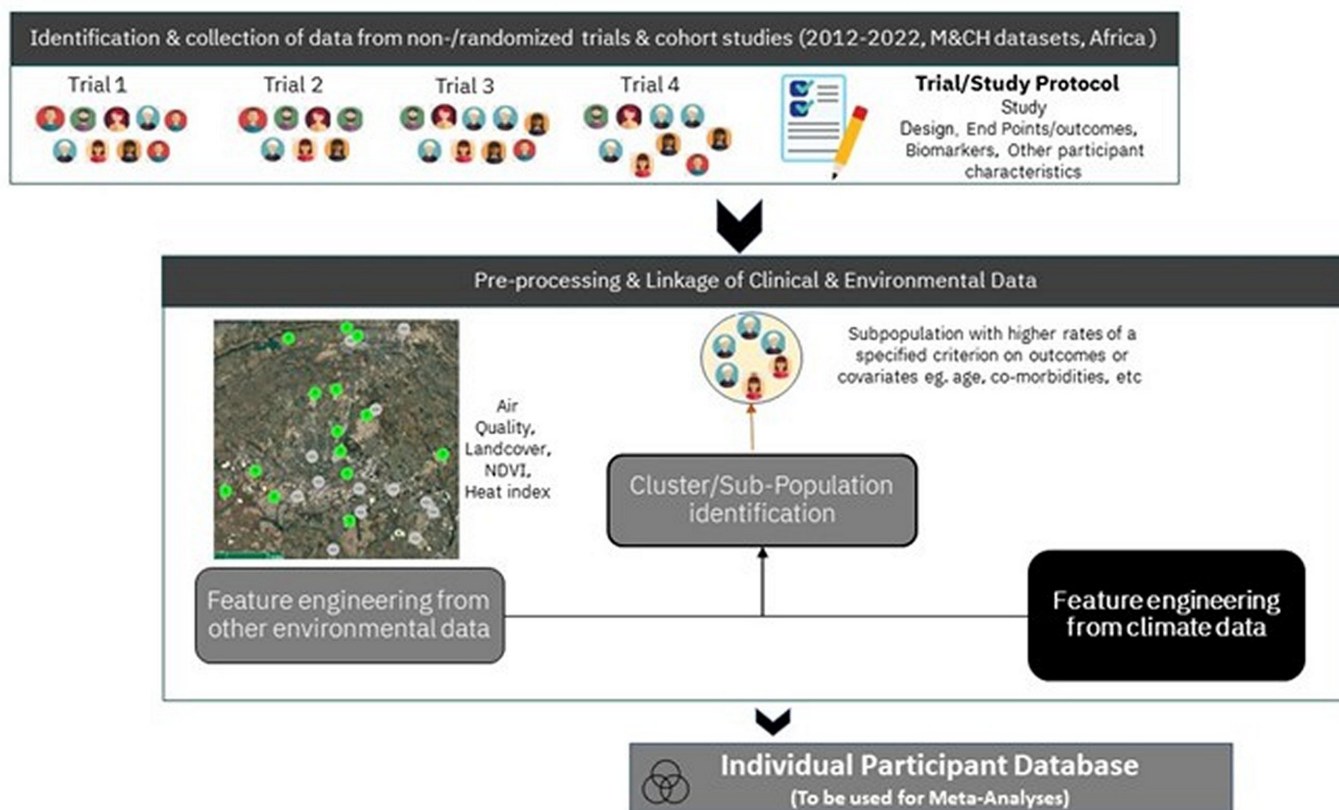 Identification & collection of data from non-/randomized trials & cohort studies (2012-2022, M&CH datasets, Africa)
Trial 1
Trial 2
Trial 3
Trial 4
Trial/Study Protocol
Study
Design, End Points/outcomes,
Biomarkers, Other participant
characteristics
Pre-processing & Linkage of Clinical & Environmental Data
Subpopulation with higher rates of a
specified criterion on outcomes or
covariates eg. age, co-morbidities, etc
Air
Quality,
Landcover,
NDVI,
Heat index
Cluster/Sub-Population
identification
Feature engineering from
other environmental data
Feature engineering
from climate data
Individual Participant Database
(To be used for Meta-Analyses)